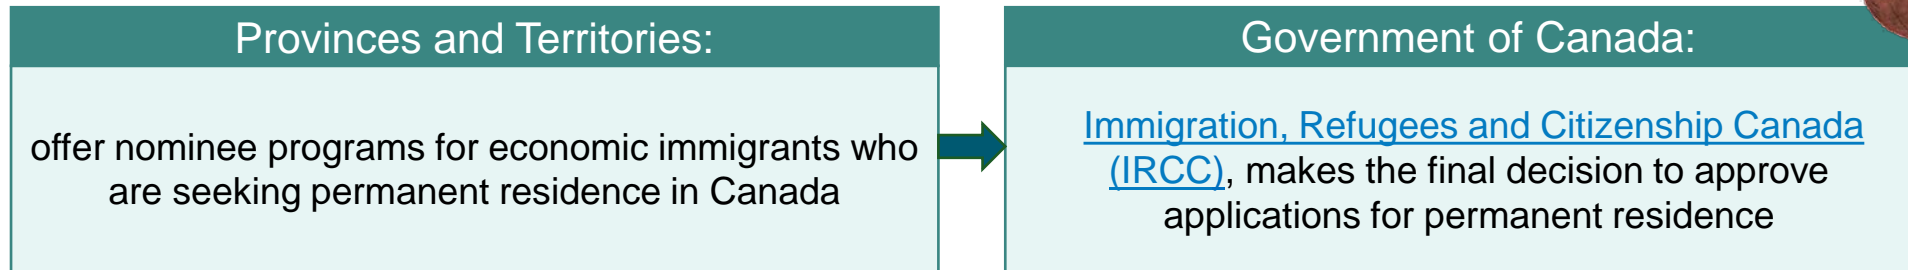 Provinces and Territories:
offer nominee programs for economic immigrants who
are seeking permanent residence in Canada
Government of Canada:
Immigration, Refugees and Citizenship Canada
(IRCC), makes the final decision to approve
applications for permanent residence